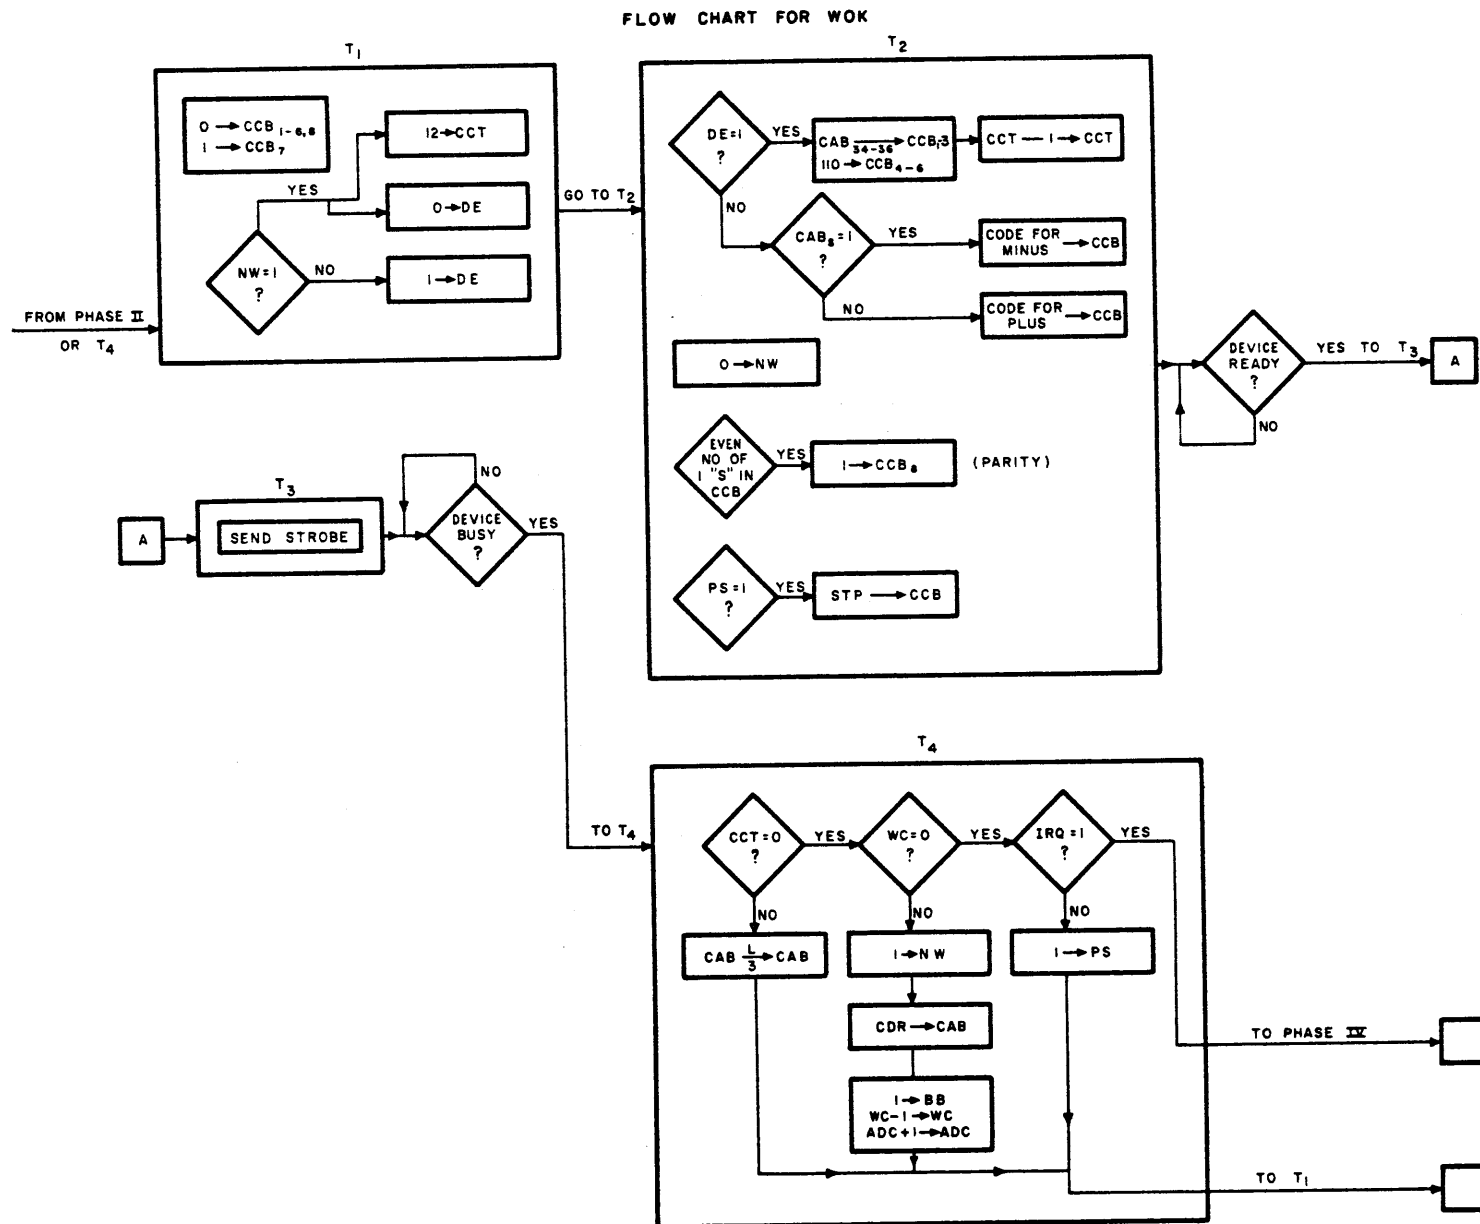 FLOW CHART FOR WOK
T1
0 → CCB1-6,8
1 → CCB7
12→CCT
YES
0→DE
NW=1
?
NO
1→DE
FROM PHASE II
OR T4
GO TO T2
T2
DE=1
?
YES
CAB34-36 → CCB1-3
110 → CCB4-6
CCT — 1 → CCT
NO
CABs=1
?
YES
CODE FOR
MINUS → CCB
NO
CODE FOR
PLUS → CCB
0→NW
EVEN
NO OF
1 "S" IN
CCB
YES
1→CCB8
(PARITY)
PS=1
?
YES
STP → CCB
DEVICE
READY
?
YES TO T3
A
NO
A
T3
SEND STROBE
NO
DEVICE
BUSY
?
YES
TO T4
T4
CCT=0
?
YES
WC=0
?
YES
IRQ=1
?
YES
NO
NO
NO
CAB L/3 → CAB
1→NW
1→PS
CDR→CAB
1→BB
WC-1→WC
ADC+1→ADC
TO PHASE IV
TO T1